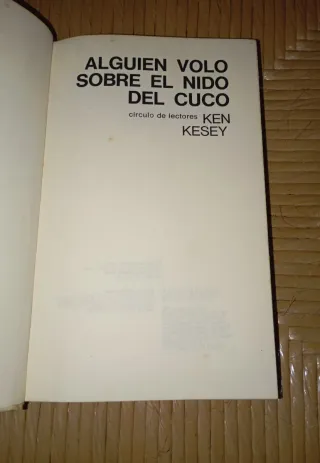 ALGUIEN VOLO
SOBRE EL NIDO
DEL CUCO
círculo de lectores KEN
KESEY